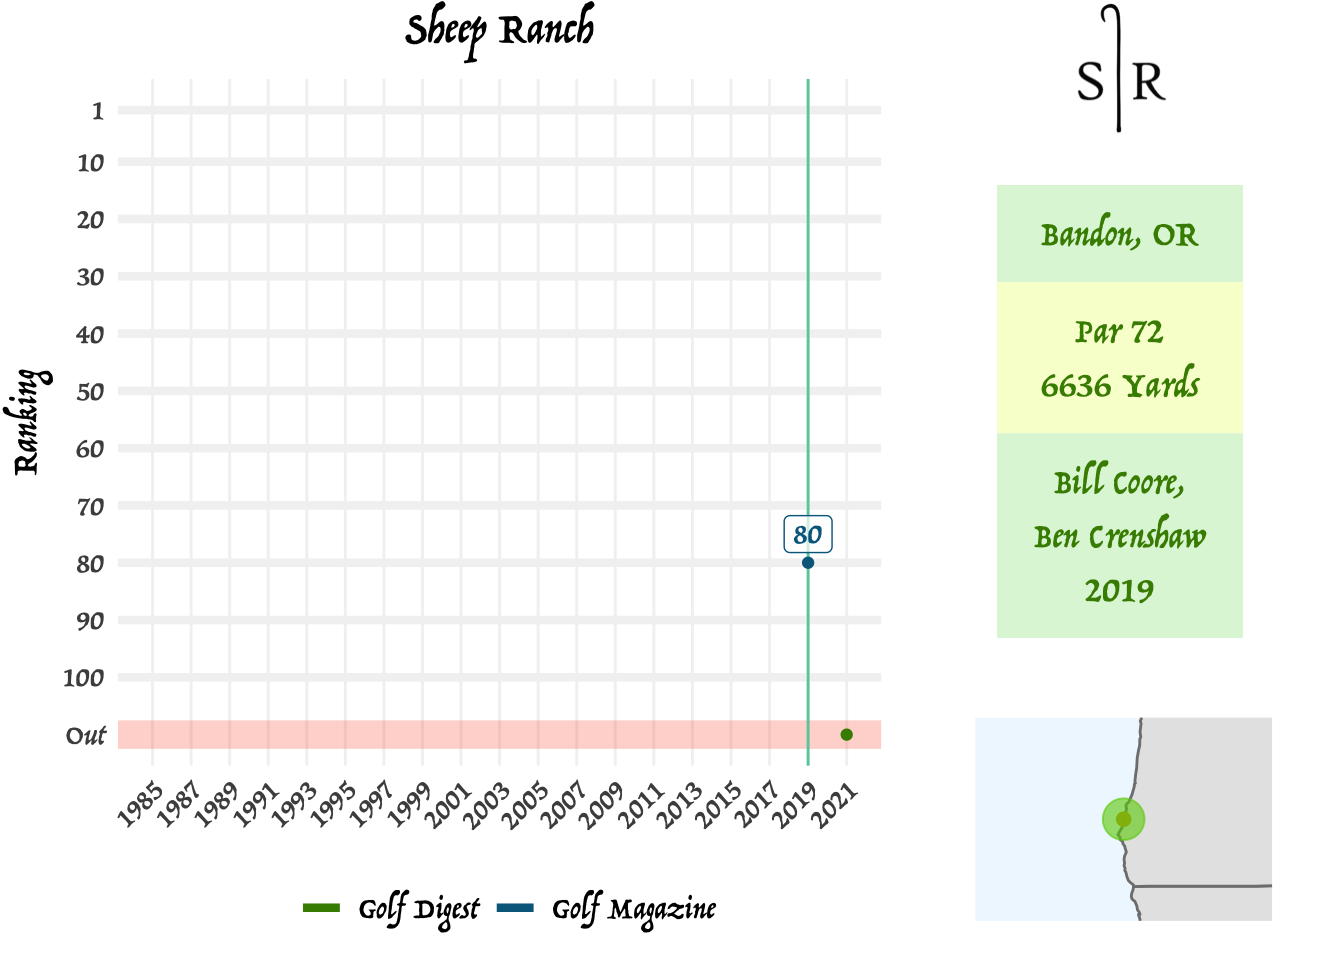 Sheep Ranch
S R
Ranking
1
10
20
30
40
50
60
70
80
90
100
Out
80
1985 1987 1989 1991 1993 1995 1997 1999 2001 2003 2005 2007 2009 2011 2013 2015 2017 2019 2021
Golf Digest Golf Magazine
Bandon, OR
Par 72
6636 Yards
Bill Coore,
Ben Crenshaw
2019